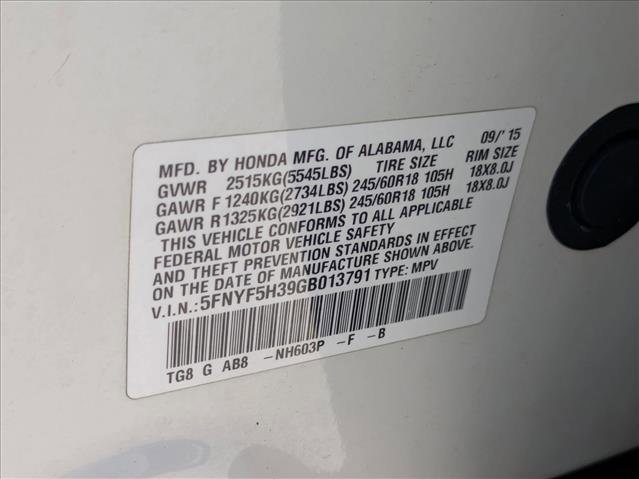 MFD. BY HONDA MFG. OF ALABAMA, LLC 09/'15
GVWR 2515KG(5545LBS) TIRE SIZE RIM SIZE
GAWR F 1240KG(2734LBS) 245/60R18 105H 18X8.0J
GAWR R 1325KG(2921LBS) 245/60R18 105H 18X8.0J
THIS VEHICLE CONFORMS TO ALL APPLICABLE
FEDERAL MOTOR VEHICLE SAFETY
AND THEFT PREVENTION STANDARDS IN EFFECT
ON THE DATE OF MANUFACTURE SHOWN ABOVE.
V.I.N.: 5FNYF5H39GB013791 TYPE: MPV
TG8 G AB8 -NH603P -F -B